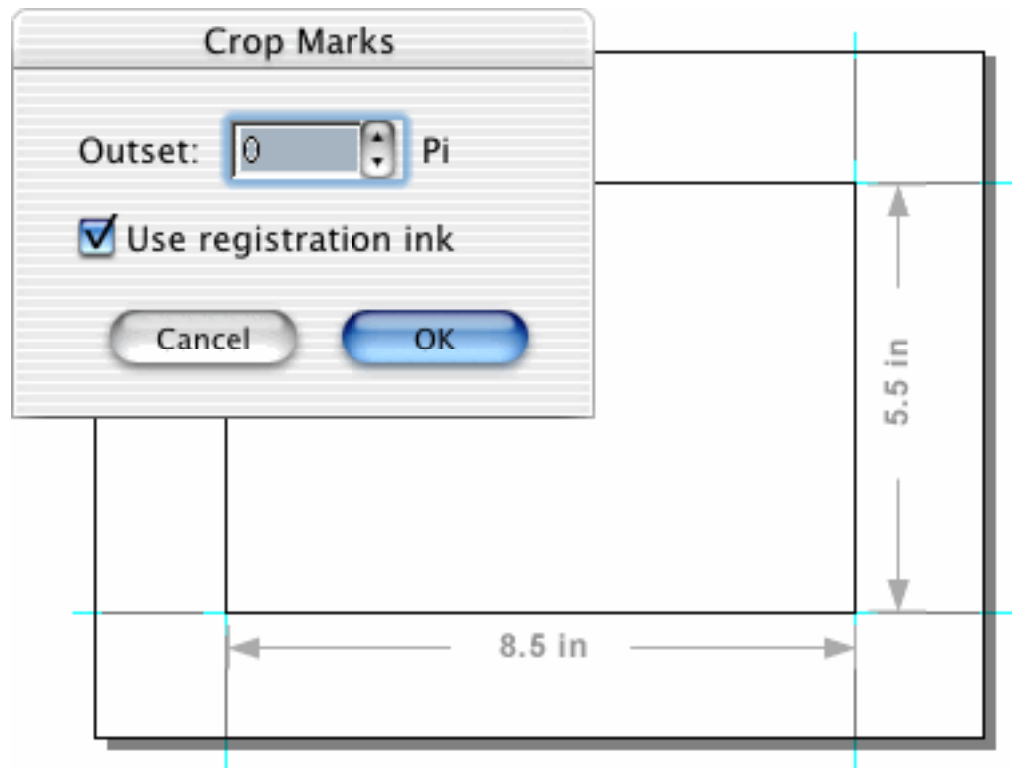 Crop Marks
Outset: 0 Pi
Use registration ink
Cancel OK
5.5 in
8.5 in